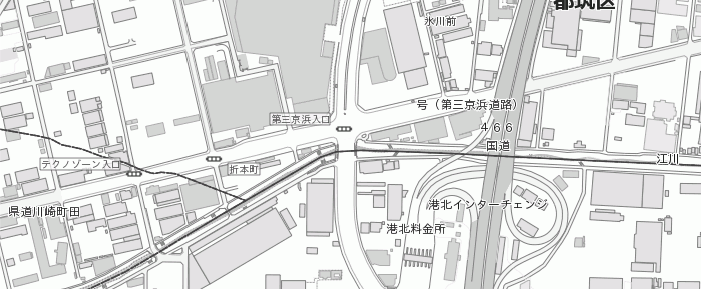 都筑区
氷川前
号（第三京浜道路）
第三京浜入口
４６６
国道
江川
テクノゾーン入口
折本町
港北インターチェンジ
県道川崎町田
港北料金所